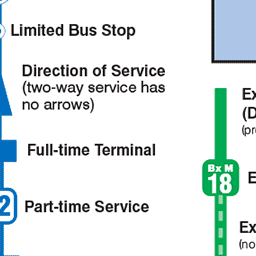 Limited Bus Stop
Direction of Service
(two-way service has
no arrows)
Full-time Terminal
2
Part-time Service
Ex
(D
(pr
Bx M
18
E
Ex
(no